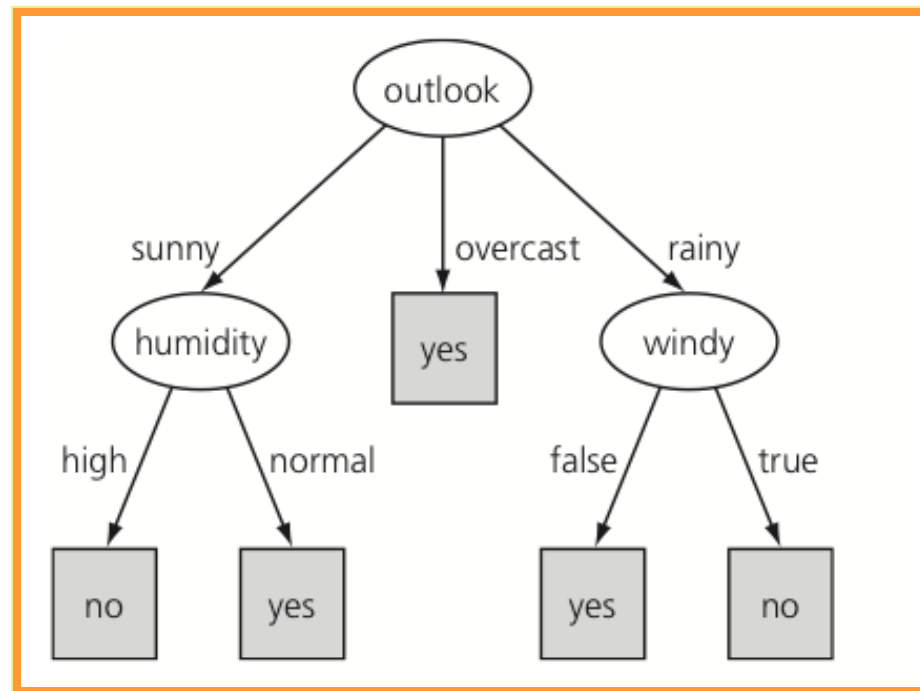 outlook
sunny
overcast
rainy
humidity
yes
windy
high
normal
false
true
no
yes
yes
no